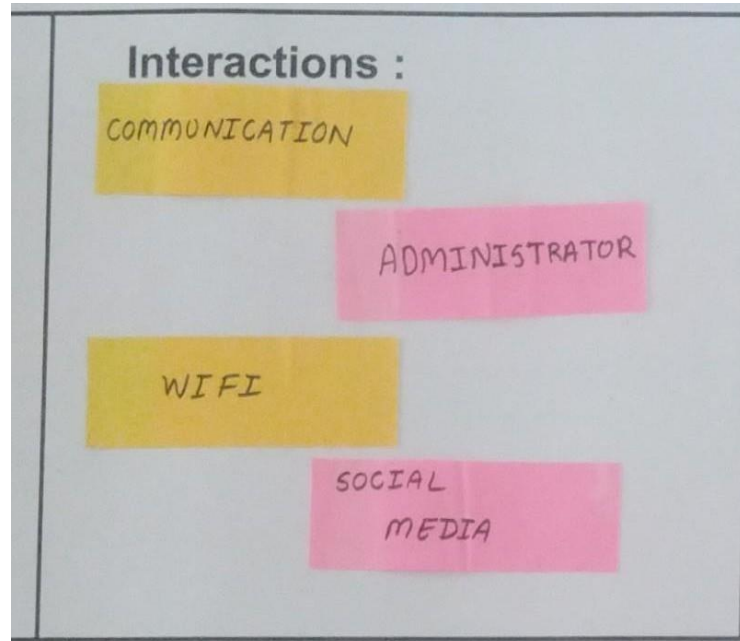 Interactions :
COMMUNICATION
ADMINISTRATOR
WIFI
SOCIAL
MEDIA